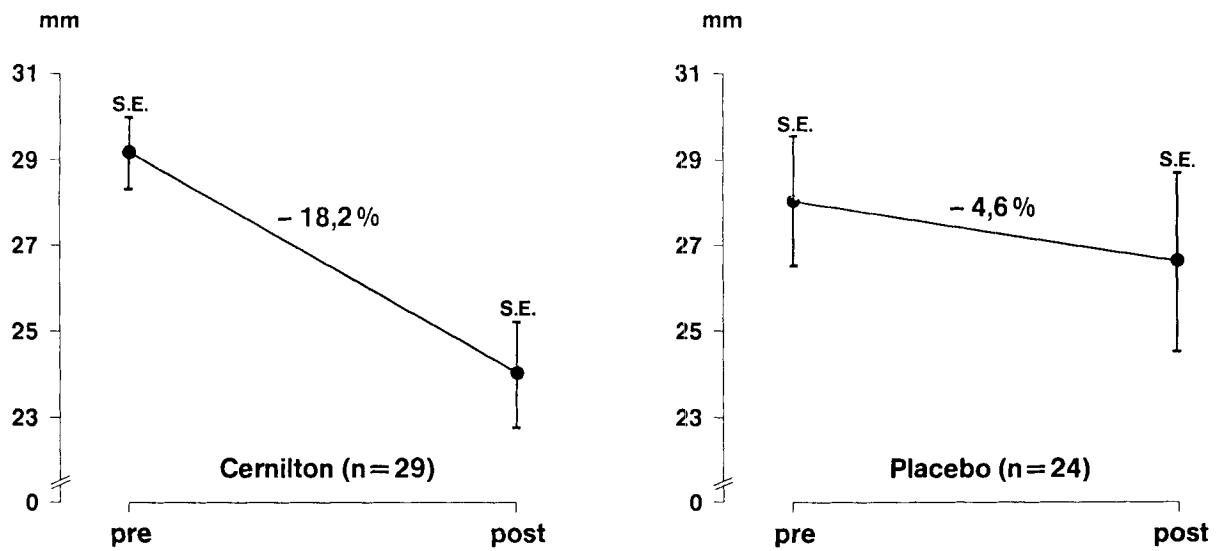 mm
31
29
27
25
23
0
S.E.
– 18,2%
S.E.
Cernilton (n=29)
pre
post
mm
31
29
27
25
23
0
S.E.
– 4,6%
S.E.
Placebo (n=24)
pre
post